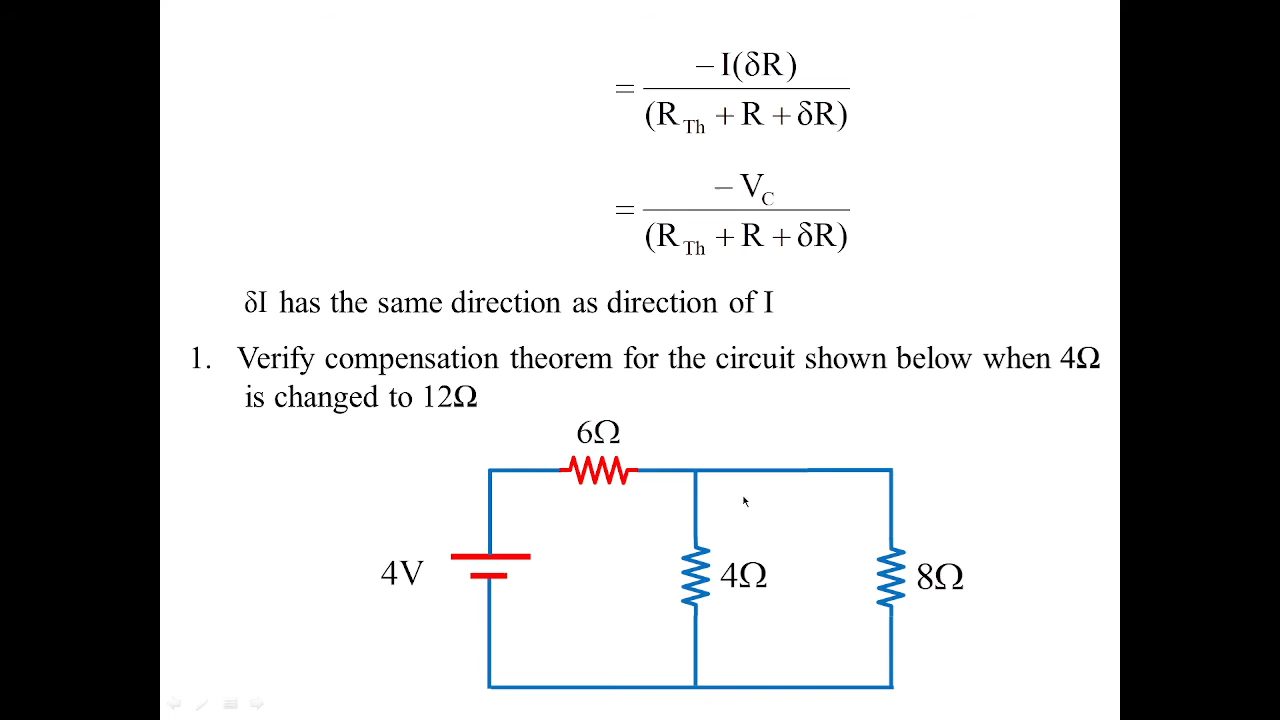 = −I(δR) / (R_Th + R + δR)
= −V_C / (R_Th + R + δR)
δI has the same direction as direction of I
1. Verify compensation theorem for the circuit shown below when 4Ω
is changed to 12Ω
6Ω
4V
4Ω
8Ω